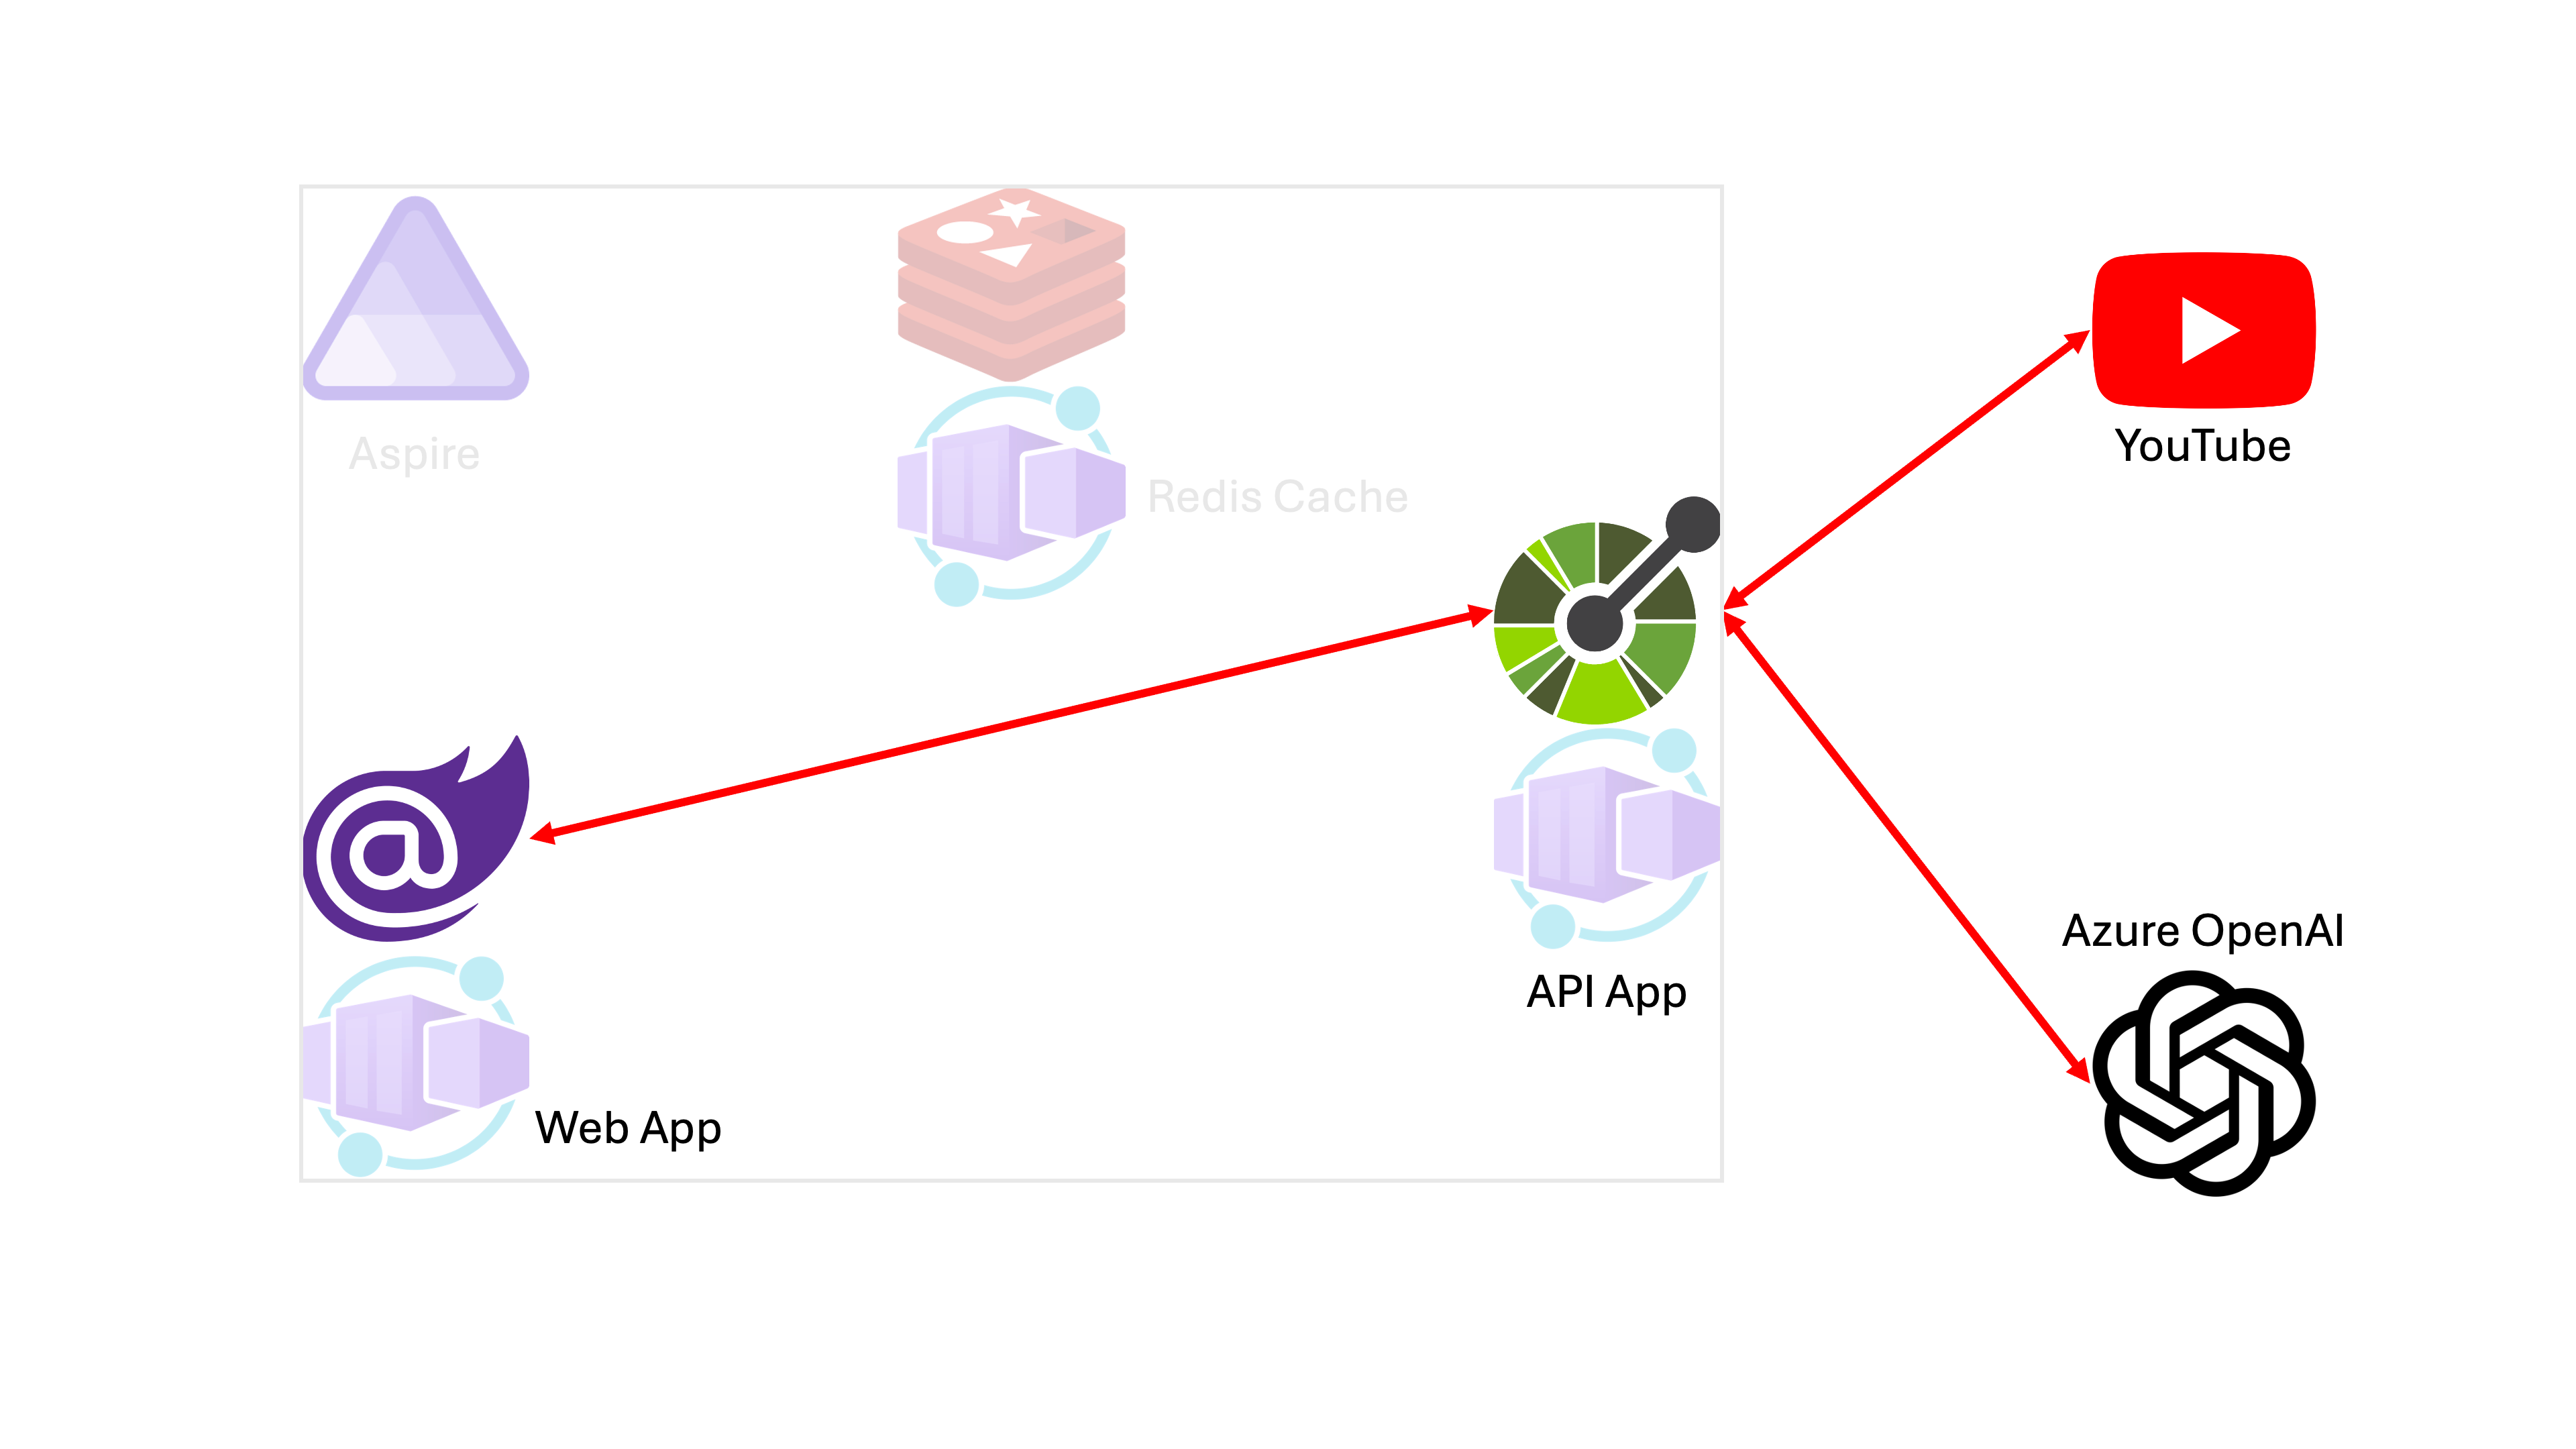 Aspire
Redis Cache
YouTube
Azure OpenAI
API App
Web App